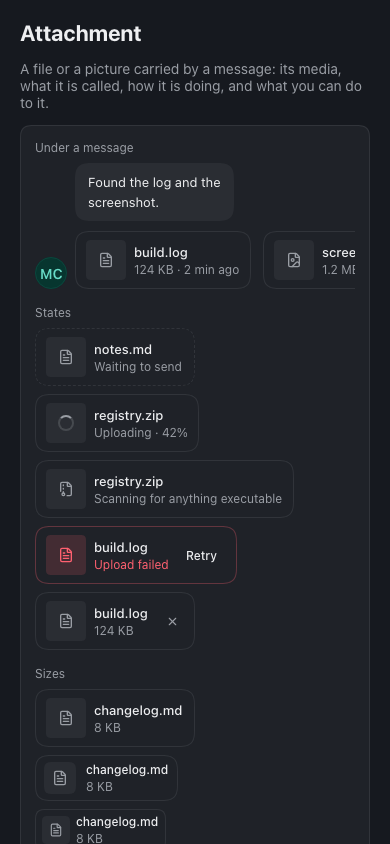 Attachment
A file or a picture carried by a message: its media,
what it is called, how it is doing, and what you can do
to it.
Under a message
Found the log and the
screenshot.
MC
build.log
124 KB · 2 min ago
scree
1.2 MB
States
notes.md
Waiting to send
registry.zip
Uploading · 42%
registry.zip
Scanning for anything executable
build.log
Upload failed
Retry
build.log
124 KB
×
Sizes
changelog.md
8 KB
changelog.md
8 KB
changelog.md
8 KB